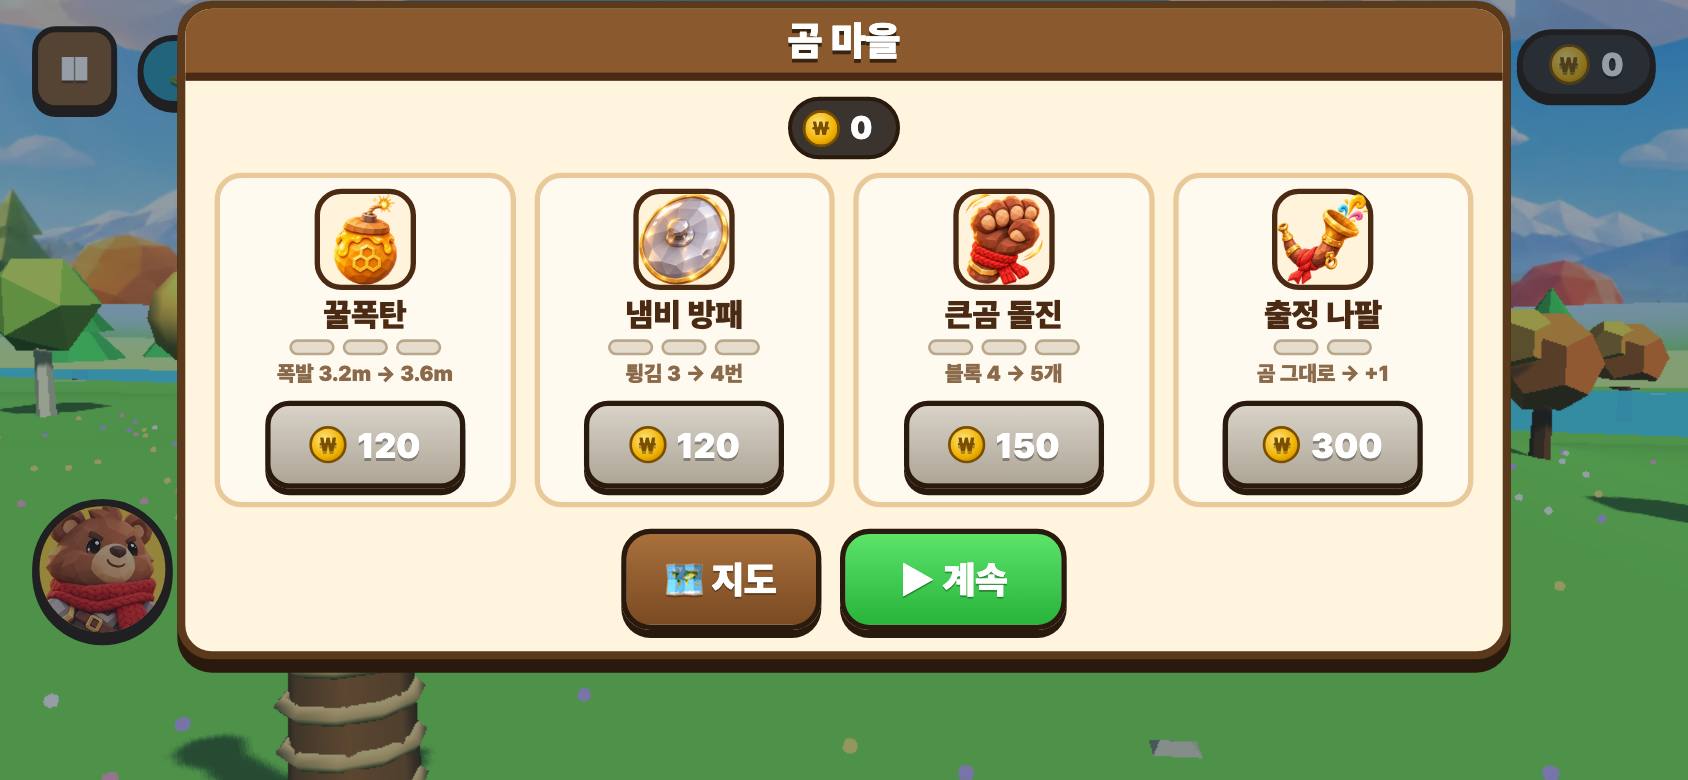 곰 마을
0
0
꿀폭탄
냄비 방패
큰곰 돌진
출정 나팔
폭발 3.2m → 3.6m
튕김 3 → 4번
블록 4 → 5개
곰 그대로 → +1
120
120
150
300
지도
계속